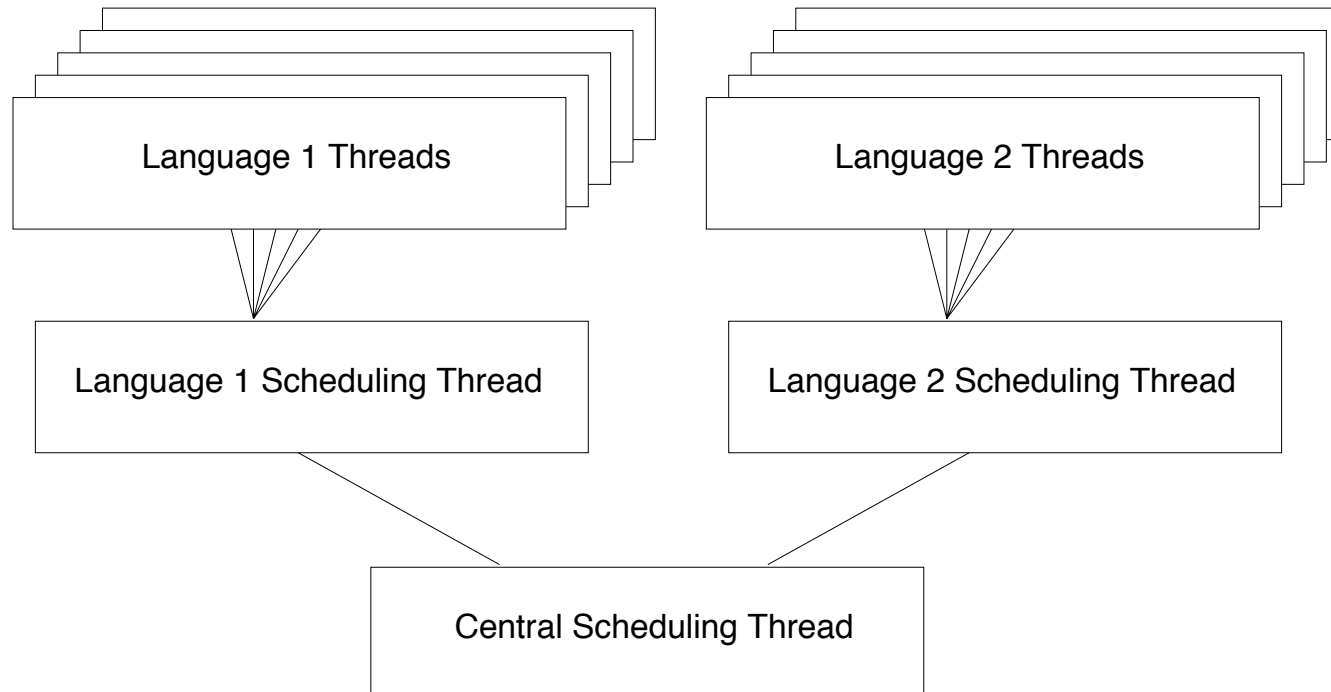 Language 1 Threads
Language 2 Threads
Language 1 Scheduling Thread
Language 2 Scheduling Thread
Central Scheduling Thread